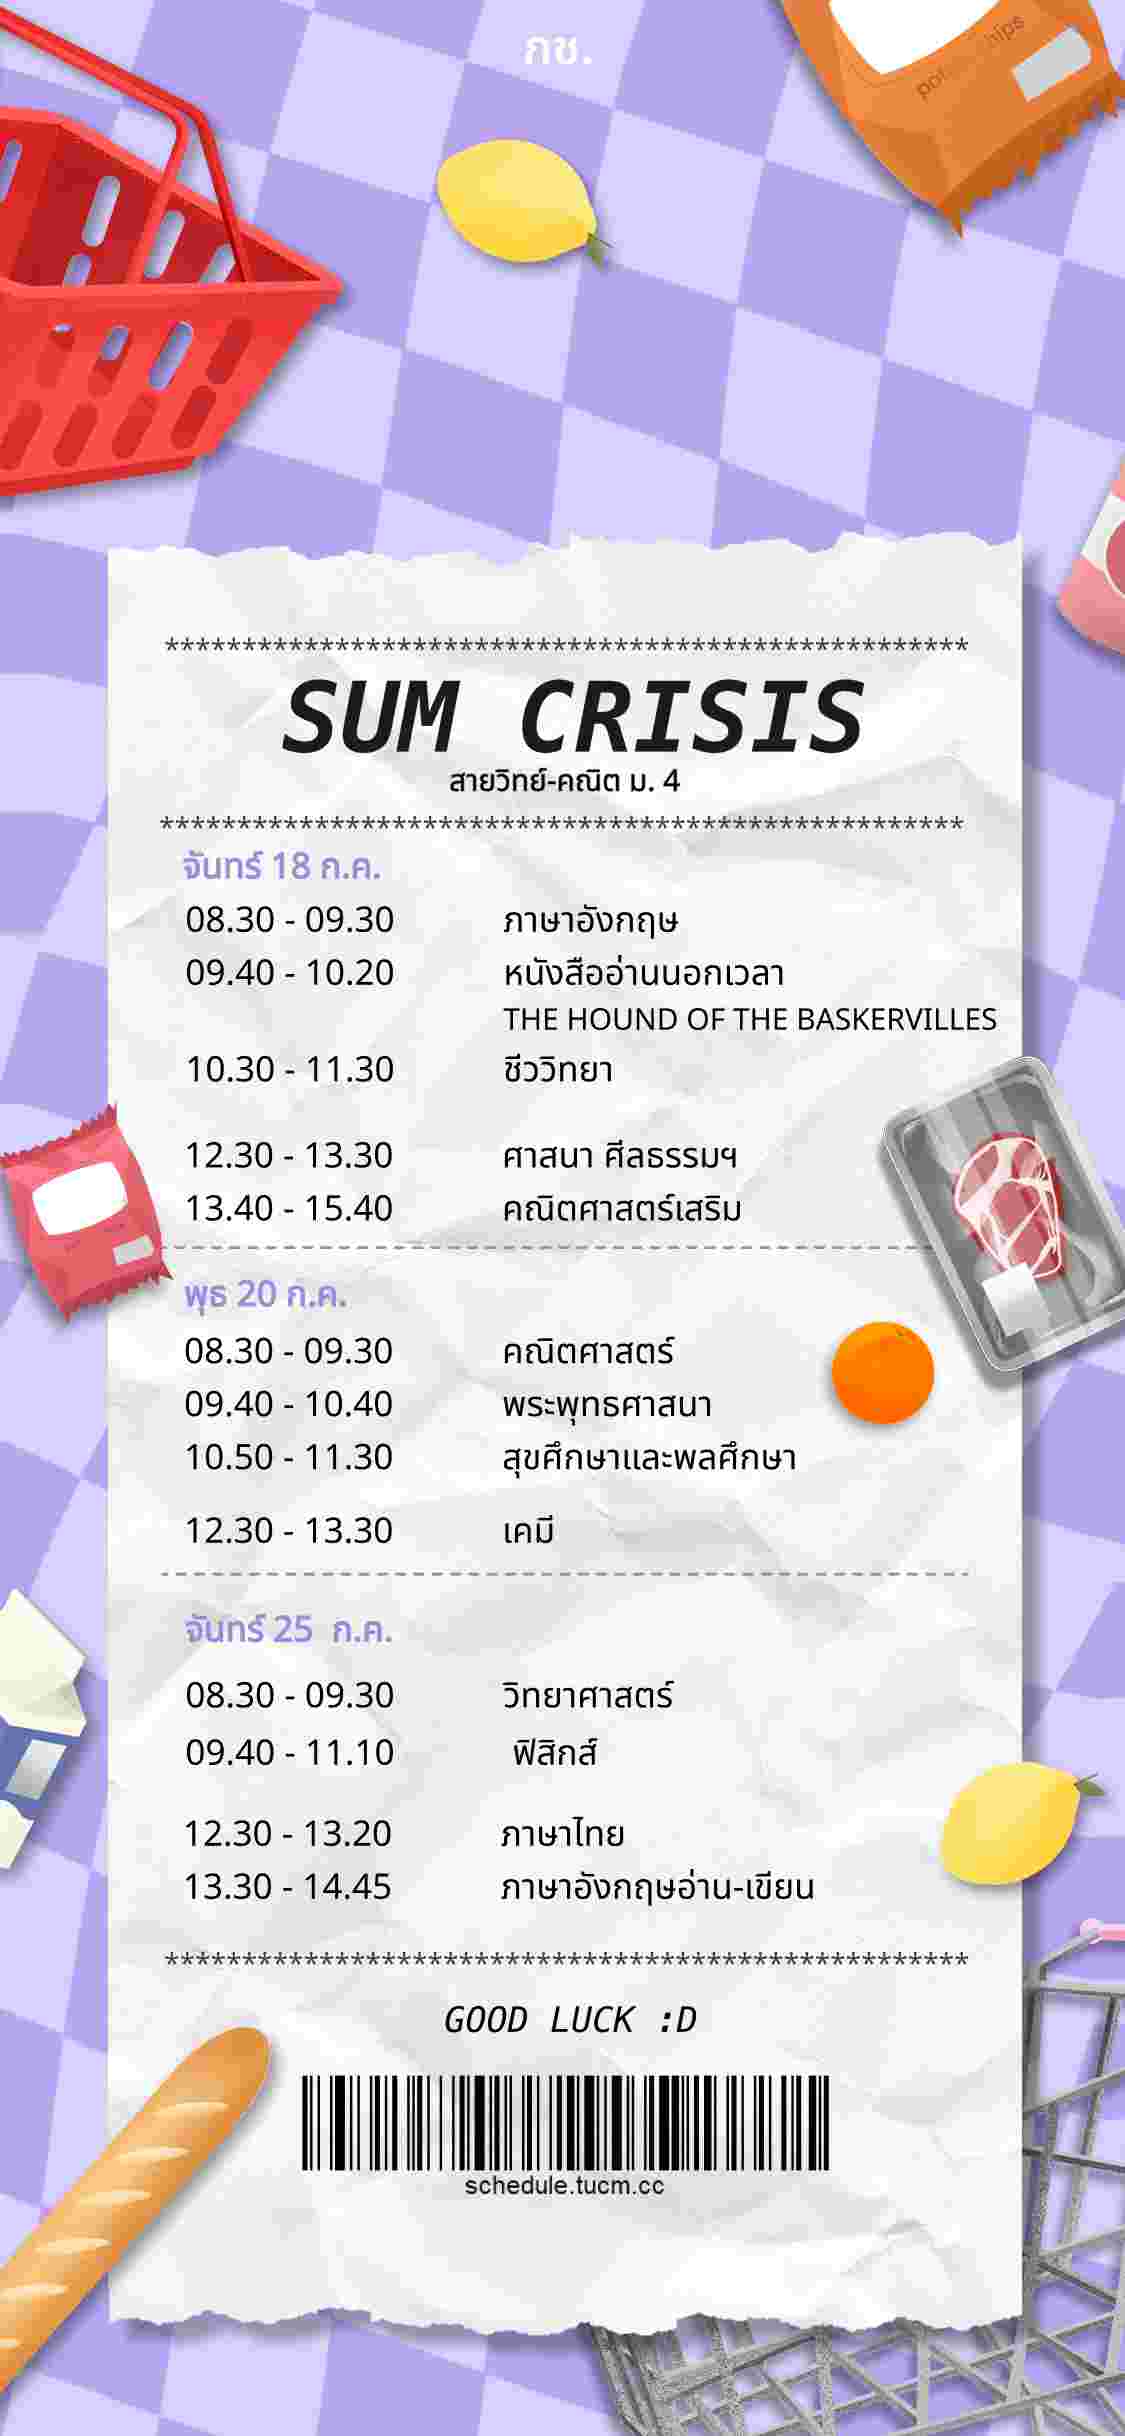 กช.
hips
*****************************************************
SUM CRISIS
สายวิทย์-คณิต ม. 4
*****************************************************
จันทร์ 18 ก.ค.
08.30 - 09.30 ภาษาอังกฤษ
09.40 - 10.20 หนังสืออ่านนอกเวลา
THE HOUND OF THE BASKERVILLES
10.30 - 11.30 ชีววิทยา
12.30 - 13.30 ศาสนา ศีลธรรมฯ
13.40 - 15.40 คณิตศาสตร์เสริม
พุธ 20 ก.ค.
08.30 - 09.30 คณิตศาสตร์
09.40 - 10.40 พระพุทธศาสนา
10.50 - 11.30 สุขศึกษาและพลศึกษา
12.30 - 13.30 เคมี
จันทร์ 25 ก.ค.
08.30 - 09.30 วิทยาศาสตร์
09.40 - 11.10 ฟิสิกส์
12.30 - 13.20 ภาษาไทย
13.30 - 14.45 ภาษาอังกฤษอ่าน-เขียน
*****************************************************
GOOD LUCK :D
schedule.tucm.cc